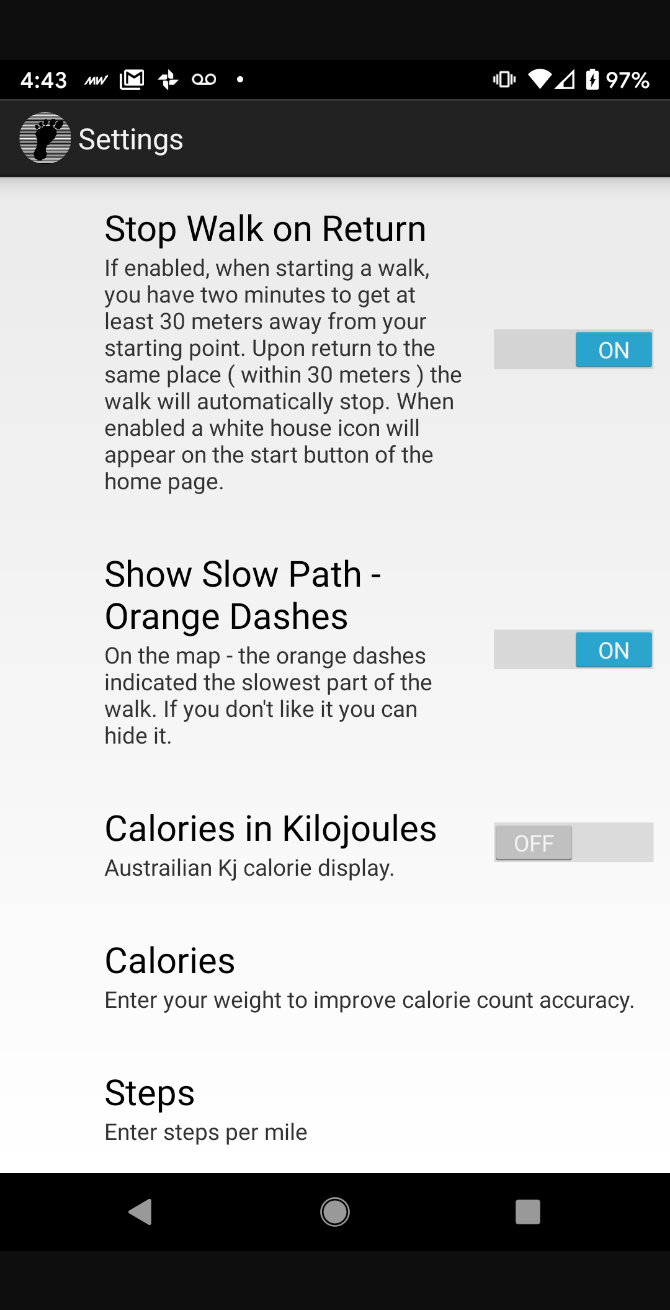 4:43
MW
97%
Settings
Stop Walk on Return
If enabled, when starting a walk,
you have two minutes to get at
least 30 meters away from your
starting point. Upon return to the
same place ( within 30 meters ) the
walk will automatically stop. When
enabled a white house icon will
appear on the start button of the
home page.
ON
Show Slow Path -
Orange Dashes
On the map - the orange dashes
indicated the slowest part of the
walk. If you don't like it you can
hide it.
ON
Calories in Kilojoules
Austrailian Kj calorie display.
OFF
Calories
Enter your weight to improve calorie count accuracy.
Steps
Enter steps per mile